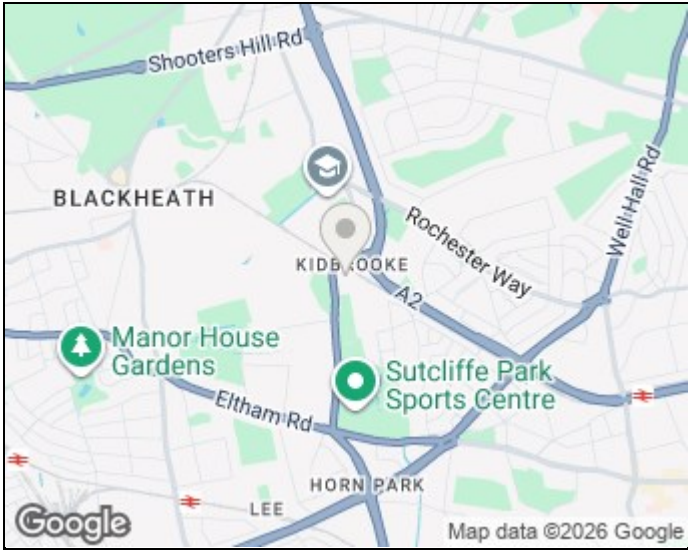 Shooters Hill Rd
BLACKHEATH
Rochester Way
Well Hall Rd
A2
Manor House
Gardens
Sutcliffe Park
Sports Centre
Eltham Rd
HORN PARK
LEE
Google
Map data ©2026 Google